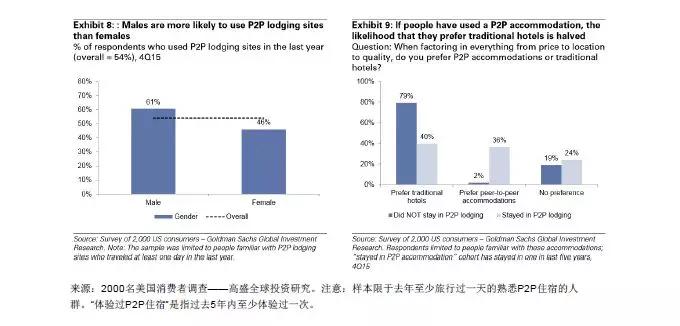 Exhibit 8: : Males are more likely to use P2P lodging sites
than females
% of respondents who used P2P lodging sites in the last year
(overall = 54%), 4Q15
80%
70%
60%
50%
40%
30%
20%
10%
0%
61%
46%
Male
Female
Gender
Overall
Source: Survey of 2,000 US consumers – Goldman Sachs Global Investment
Research. Note: The sample was limited to people familiar with P2P lodging
sites who traveled at least one day in the last year.
Exhibit 9: If people have used a P2P accommodation, the
likelihood that they prefer traditional hotels is halved
Question: When factoring in everything from price to location
to quality, do you prefer P2P accommodations or traditional
hotels?
100%
80%
60%
40%
20%
0%
79%
40%
2%
36%
19%
24%
Prefer traditional
hotels
Prefer peer-to-peer
accommodations
No preference
Did NOT stay in P2P lodging
Stayed in P2P lodging
Source: Survey of 2,000 US consumers – Goldman Sachs Global Investment
Research. Respondents limited to people familiar with these accommodations;
"stayed in P2P accommodation" cohort has stayed in one in last five years,
4Q15
来源：2000名美国消费者调查——高盛全球投资研究。注意：样本限于去年至少旅行过一天的熟悉P2P住宿的人
群。“体验过P2P住宿”是指过去5年内至少体验过一次。